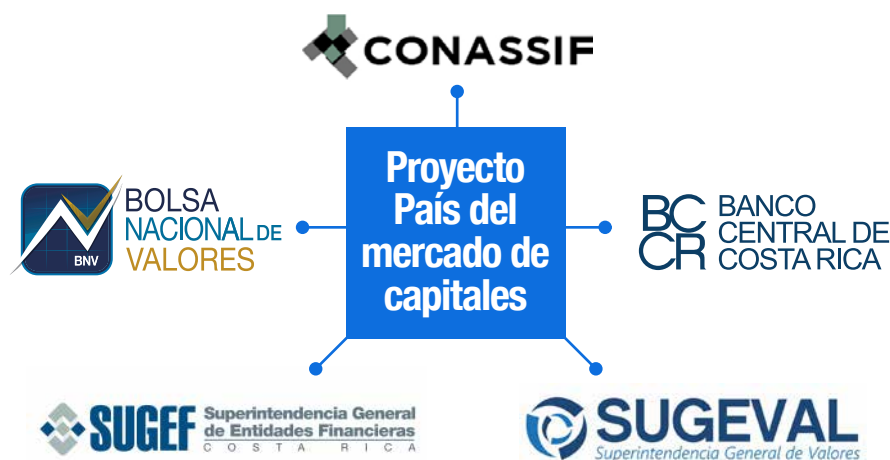 CONASSIF
Proyecto
País del
mercado de
capitales
BNV
BOLSA
NACIONAL DE
VALORES
BC
CR
BANCO
CENTRAL DE
COSTA RICA
SUGEF
Superintendencia General
de Entidades Financieras
COSTA RICA
SUGEVAL
Superintendencia General de Valores